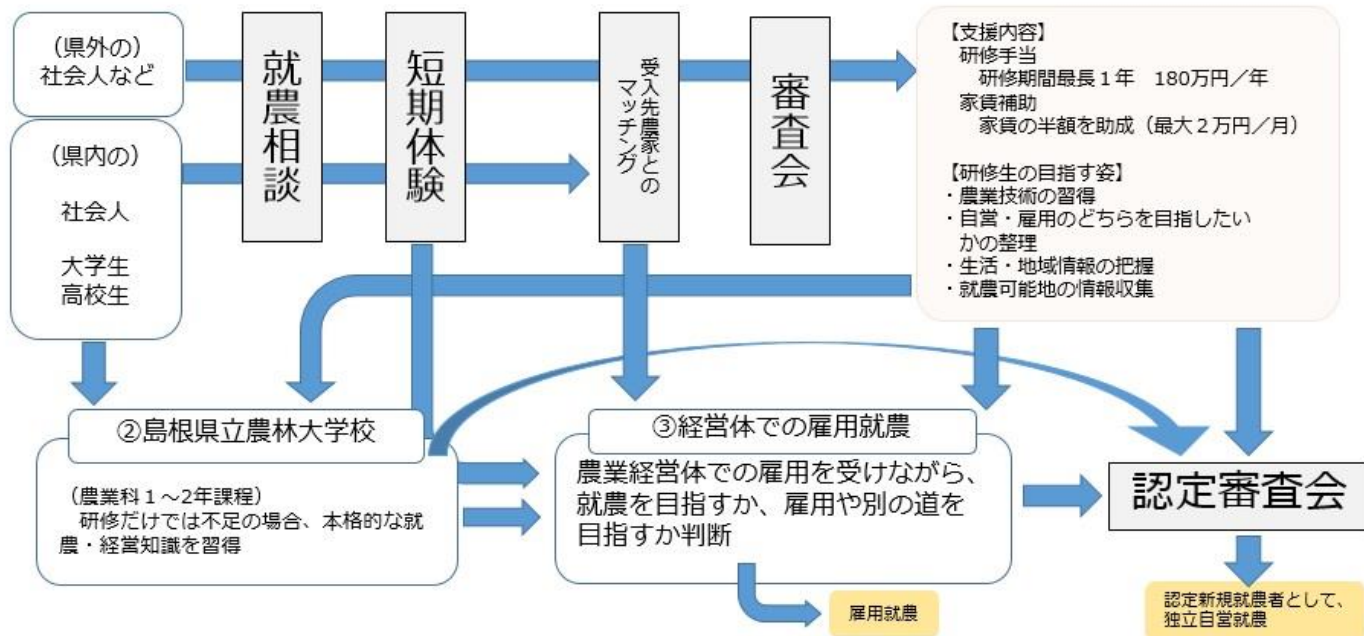 (県外の)
社会人など
(県内の)
社会人
大学生
高校生
就農相談
短期体験
受入先農家との
マッチング
審査会
【支援内容】
研修手当
研修期間最長１年　180万円／年
家賃補助
家賃の半額を助成（最大２万円／月）
【研修生の目指す姿】
・農業技術の習得
・自営・雇用のどちらを目指したい
かの整理
・生活・地域情報の把握
・就農可能地の情報収集
②島根県立農林大学校
（農業科１～2年課程）
研修だけでは不足の場合、本格的な就
農・経営知識を習得
③経営体での雇用就農
農業経営体での雇用を受けながら、
就農を目指すか、雇用や別の道を
目指すか判断
雇用就農
認定審査会
認定新規就農者として、
独立自営就農